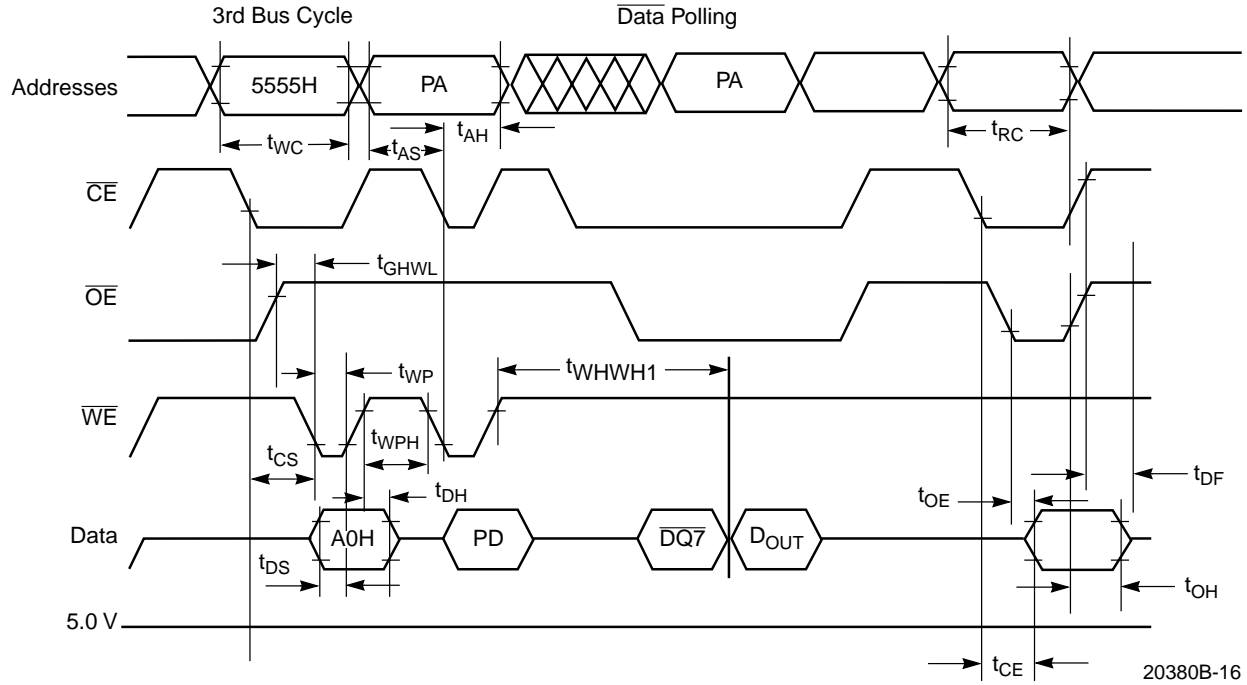 3rd Bus Cycle Data Polling
Addresses 5555H PA PA
tWC tAS tAH tRC
CE
tGHWL
OE
tWP tWHWH1
WE
tCS tWPH tDH tOE tDF
Data A0H PD DQ7 DOUT
tDS tOH
5.0 V
tCE
20380B-16